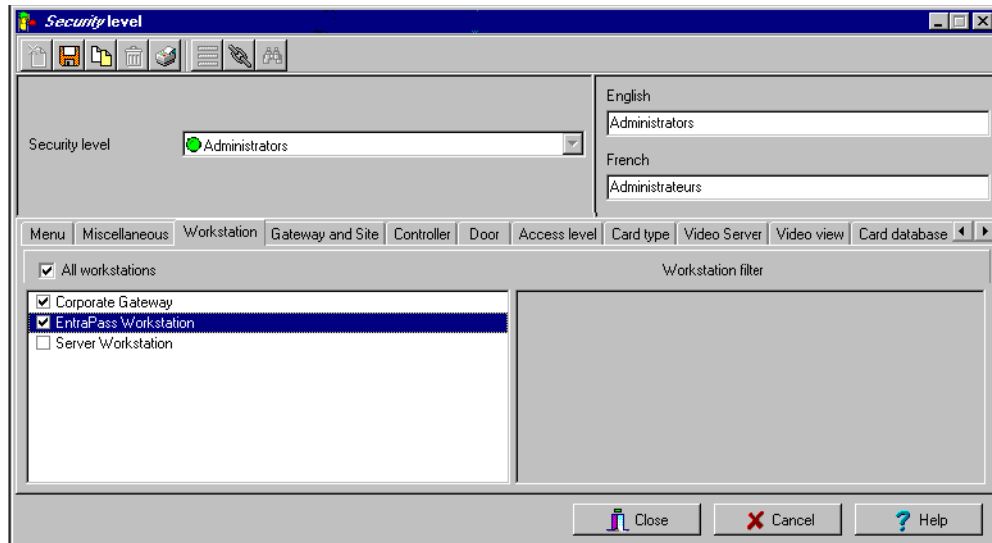 Security level
English
Administrators
Security level
Administrators
French
Administrateurs
Menu Miscellaneous Workstation Gateway and Site Controller Door Access level Card type Video Server Video view Card database
All workstations
Workstation filter
Corporate Gateway
EntraPass Workstation
Server Workstation
Close Cancel Help